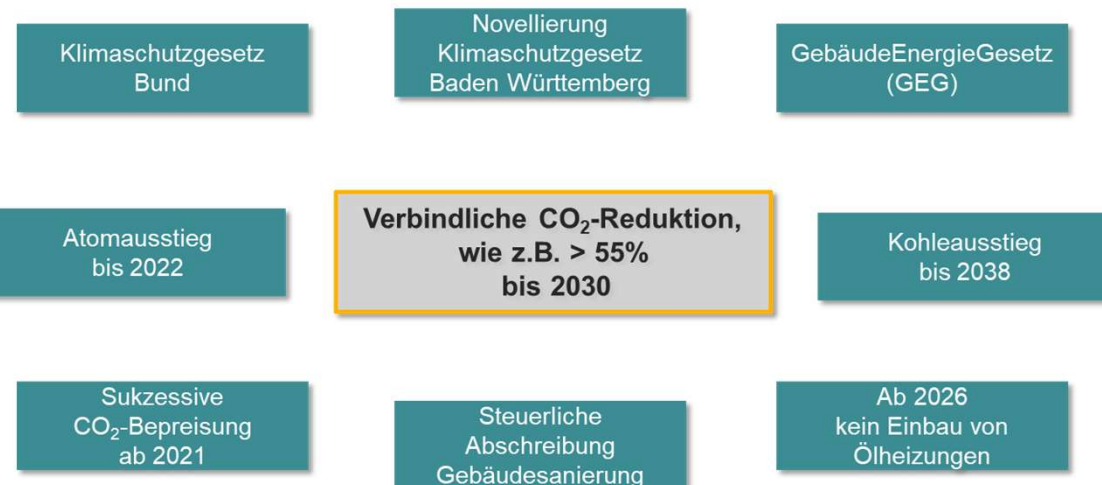 Klimaschutzgesetz
Bund
Novellierung
Klimaschutzgesetz
Baden Württemberg
GebäudeEnergieGesetz
(GEG)
Atomausstieg
bis 2022
Verbindliche CO₂-Reduktion,
wie z.B. > 55%
bis 2030
Kohleausstieg
bis 2038
Sukzessive
CO₂-Bepreisung
ab 2021
Steuerliche
Abschreibung
Gebäudesanierung
Ab 2026
kein Einbau von
Ölheizungen